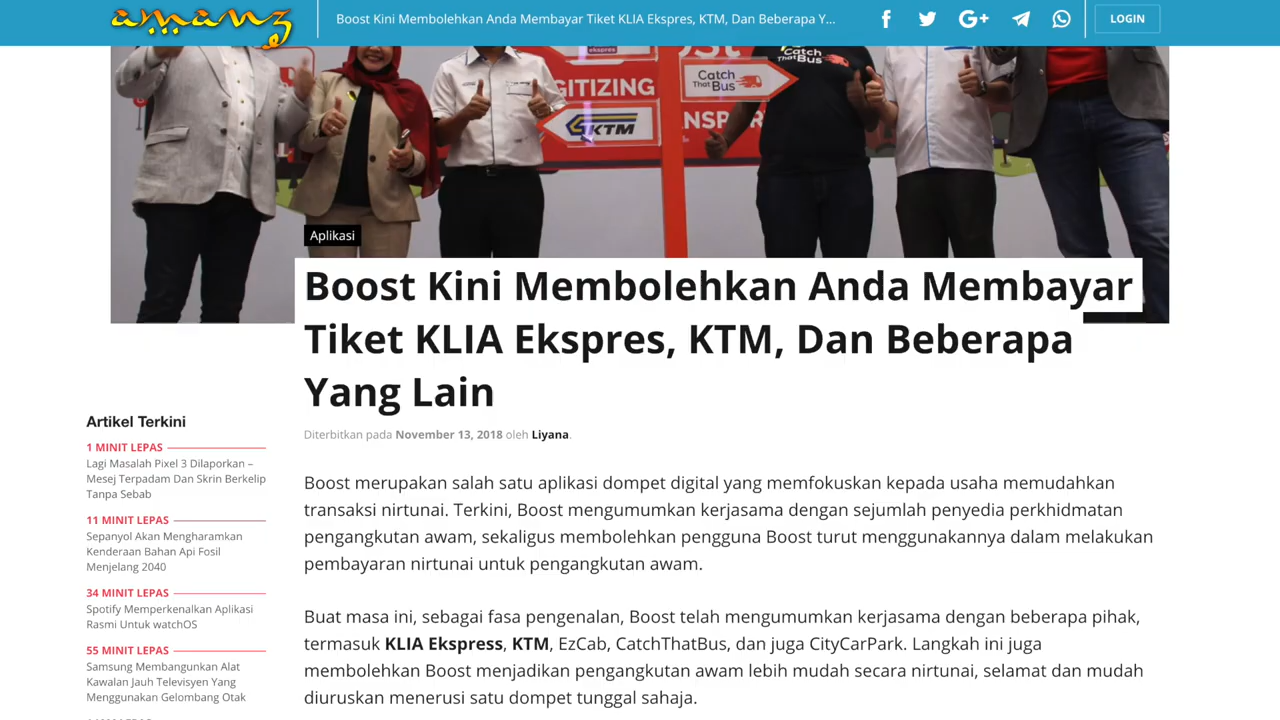 amanz
Boost Kini Membolehkan Anda Membayar Tiket KLIA Ekspres, KTM, Dan Beberapa Y...
LOGIN
ekspres
Catch
That Bus
Catch
ThatBus
GITIZING
KTM
NSPOR
Aplikasi
Boost Kini Membolehkan Anda Membayar
Tiket KLIA Ekspres, KTM, Dan Beberapa
Yang Lain
Diterbitkan pada November 13, 2018 oleh Liyana.
Artikel Terkini
1 MINIT LEPAS
Lagi Masalah Pixel 3 Dilaporkan –
Mesej Terpadam Dan Skrin Berkelip
Tanpa Sebab
11 MINIT LEPAS
Sepanyol Akan Mengharamkan
Kenderaan Bahan Api Fosil
Menjelang 2040
34 MINIT LEPAS
Spotify Memperkenalkan Aplikasi
Rasmi Untuk watchOS
55 MINIT LEPAS
Samsung Membangunkan Alat
Kawalan Jauh Televisyen Yang
Menggunakan Gelombang Otak
Boost merupakan salah satu aplikasi dompet digital yang memfokuskan kepada usaha memudahkan
transaksi nirtunai. Terkini, Boost mengumumkan kerjasama dengan sejumlah penyedia perkhidmatan
pengangkutan awam, sekaligus membolehkan pengguna Boost turut menggunakannya dalam melakukan
pembayaran nirtunai untuk pengangkutan awam.
Buat masa ini, sebagai fasa pengenalan, Boost telah mengumumkan kerjasama dengan beberapa pihak,
termasuk KLIA Ekspress, KTM, EzCab, CatchThatBus, dan juga CityCarPark. Langkah ini juga
membolehkan Boost menjadikan pengangkutan awam lebih mudah secara nirtunai, selamat dan mudah
diuruskan menerusi satu dompet tunggal sahaja.